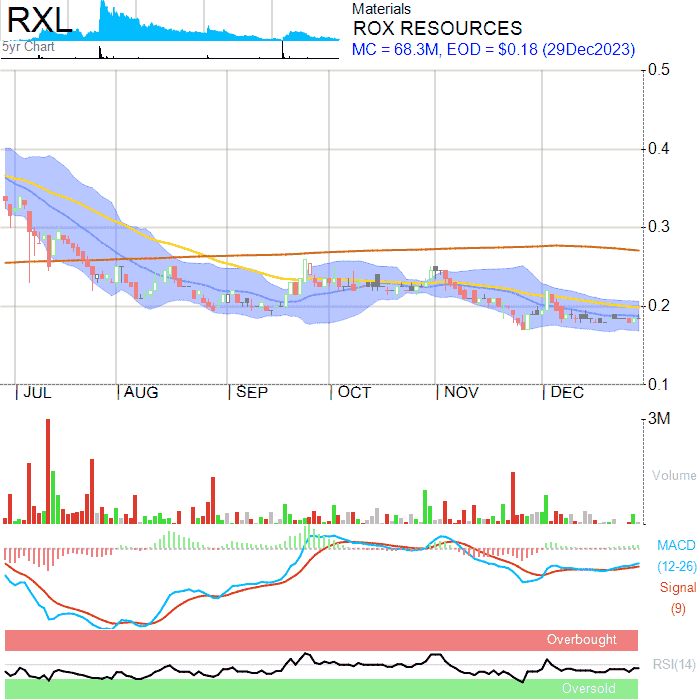 RXL
Materials
ROX RESOURCES
5yr Chart
MC = 68.3M, EOD = $0.18 (29Dec2023)
0.5
0.4
0.3
0.2
0.1
JUL AUG SEP OCT NOV DEC
3M
Volume
MACD
(12-26)
Signal
(9)
Overbought
RSI(14)
Oversold